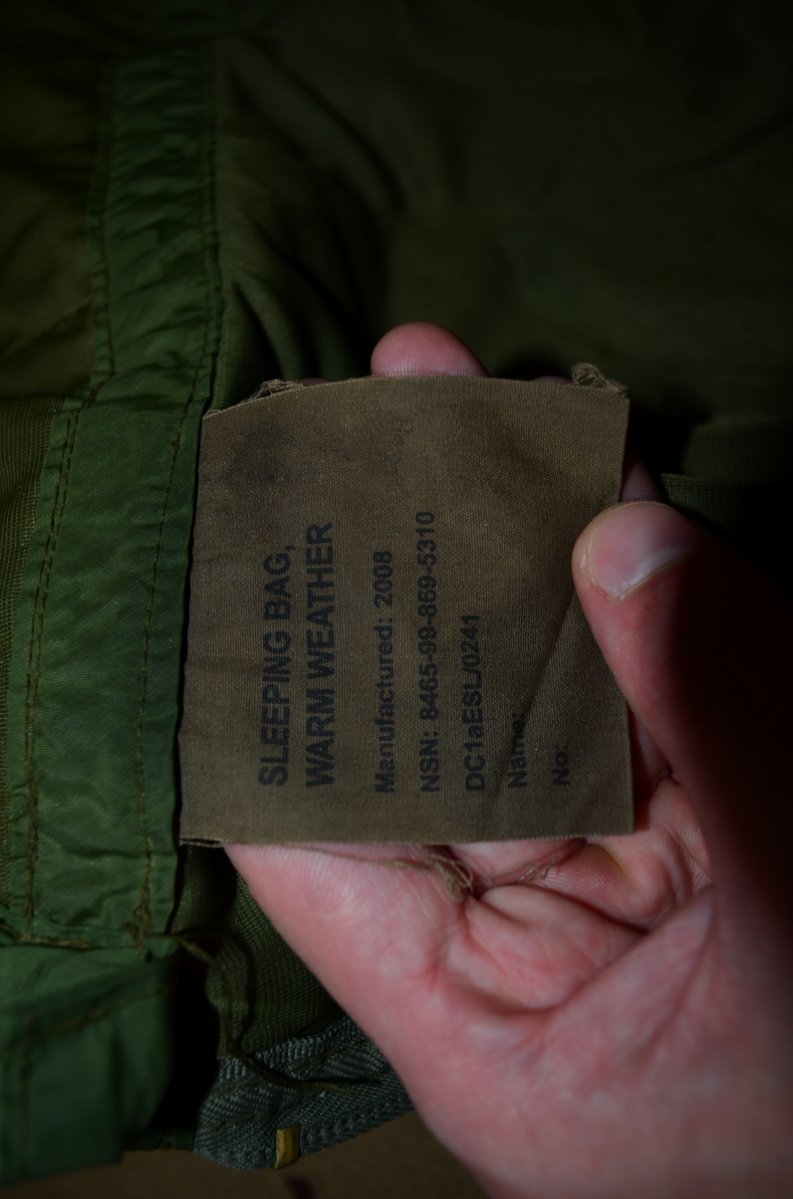 SLEEPING BAG,
WARM WEATHER
Manufactured: 2008
NSN: 8465-99-869-5310
DC1aESL/0241
Name:
No: